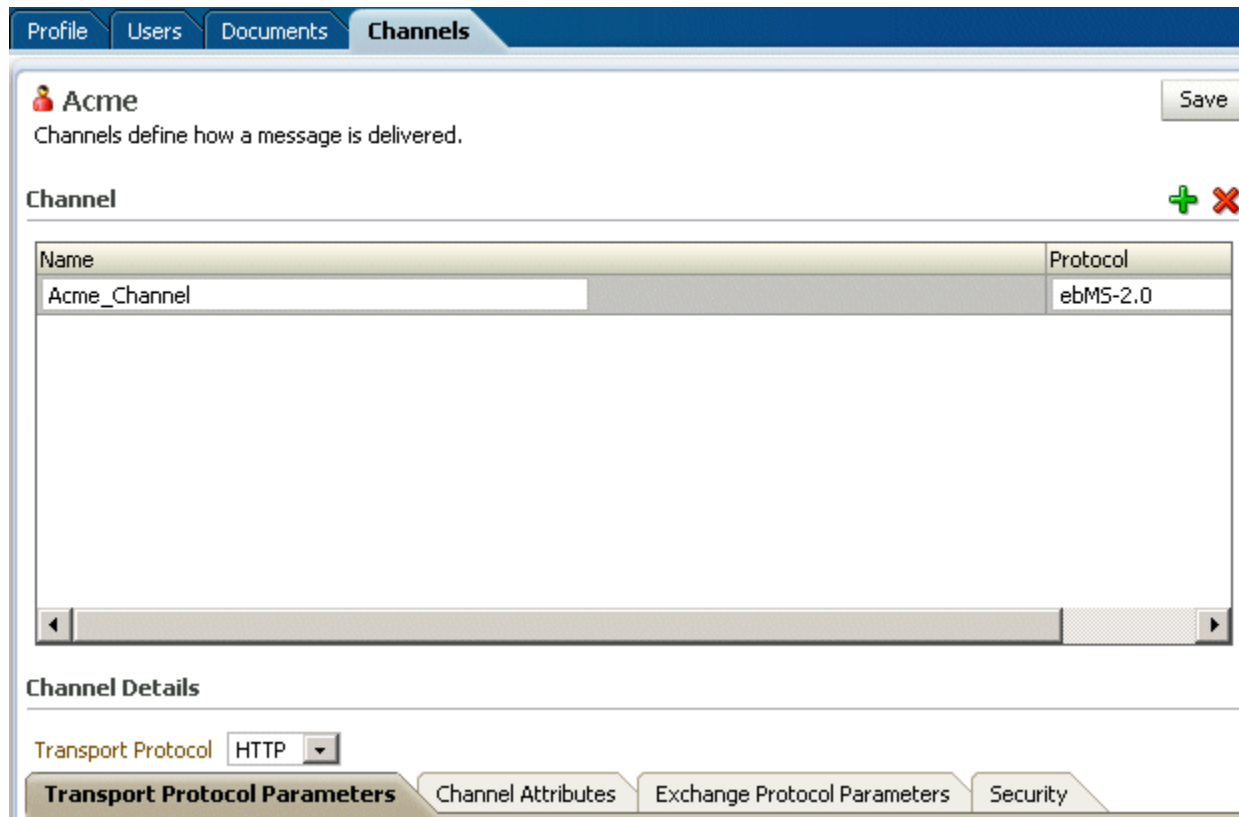 Profile Users Documents Channels
Acme
Save
Channels define how a message is delivered.
Channel
Name Protocol
Acme_Channel ebMS-2.0
Channel Details
Transport Protocol HTTP
Transport Protocol Parameters Channel Attributes Exchange Protocol Parameters Security